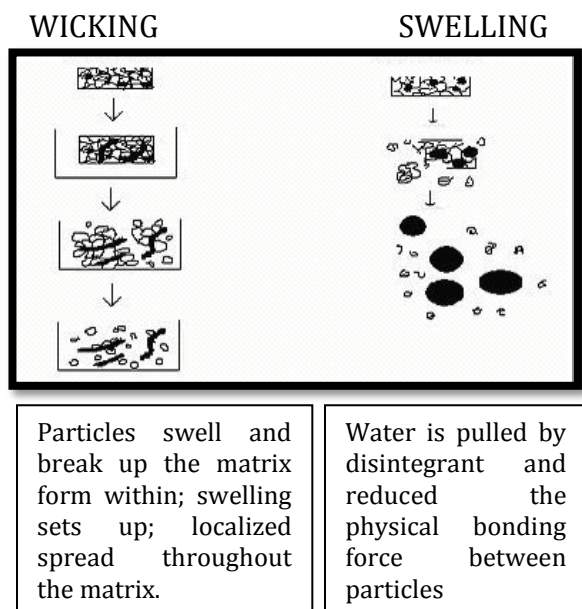 WICKING
SWELLING
Particles swell and
break up the matrix
form within; swelling
sets up; localized
spread throughout
the matrix.
Water is pulled by
disintegrant and
reduced the
physical bonding
force between
particles